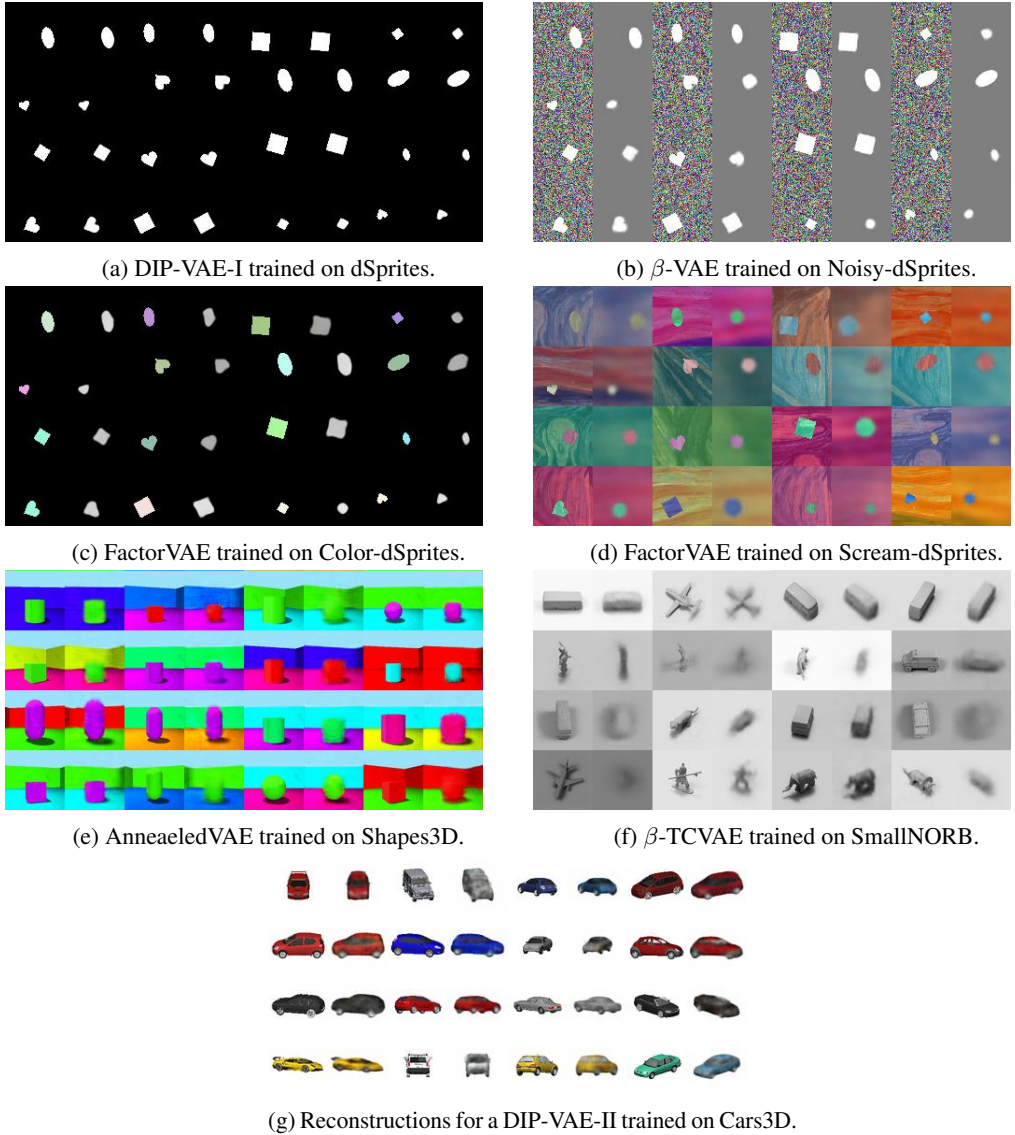 (a) DIP-VAE-I trained on dSprites.
(b) β-VAE trained on Noisy-dSprites.
(c) FactorVAE trained on Color-dSprites.
(d) FactorVAE trained on Scream-dSprites.
(e) AnneaeledVAE trained on Shapes3D.
(f) β-TCVAE trained on SmallNORB.
(g) Reconstructions for a DIP-VAE-II trained on Cars3D.